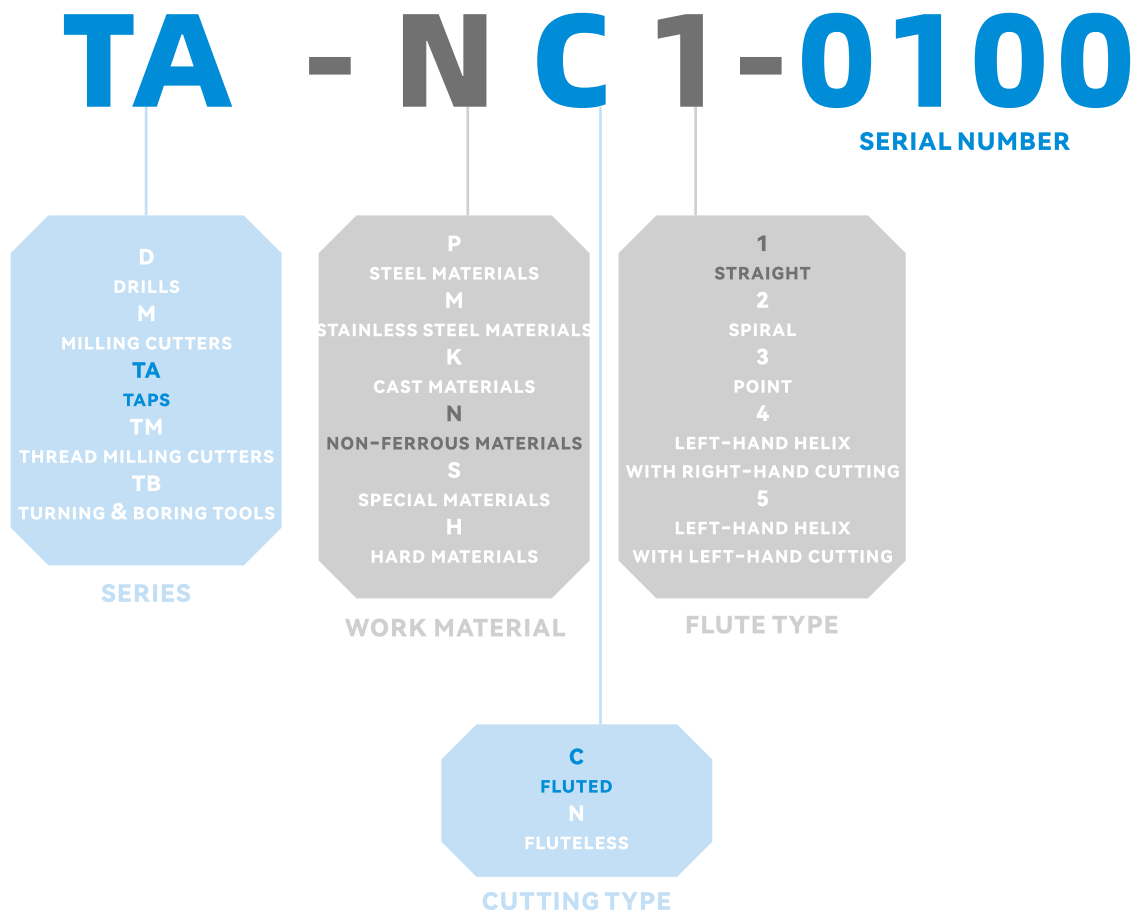 TA - N C 1-0100
SERIAL NUMBER
D
DRILLS
M
MILLING CUTTERS
TA
TAPS
TM
THREAD MILLING CUTTERS
TB
TURNING & BORING TOOLS
SERIES
P
STEEL MATERIALS
M
STAINLESS STEEL MATERIALS
K
CAST MATERIALS
N
NON-FERROUS MATERIALS
S
SPECIAL MATERIALS
H
HARD MATERIALS
WORK MATERIAL
1
STRAIGHT
2
SPIRAL
3
POINT
4
LEFT-HAND HELIX
WITH RIGHT-HAND CUTTING
5
LEFT-HAND HELIX
WITH LEFT-HAND CUTTING
FLUTE TYPE
C
FLUTED
N
FLUTELESS
CUTTING TYPE